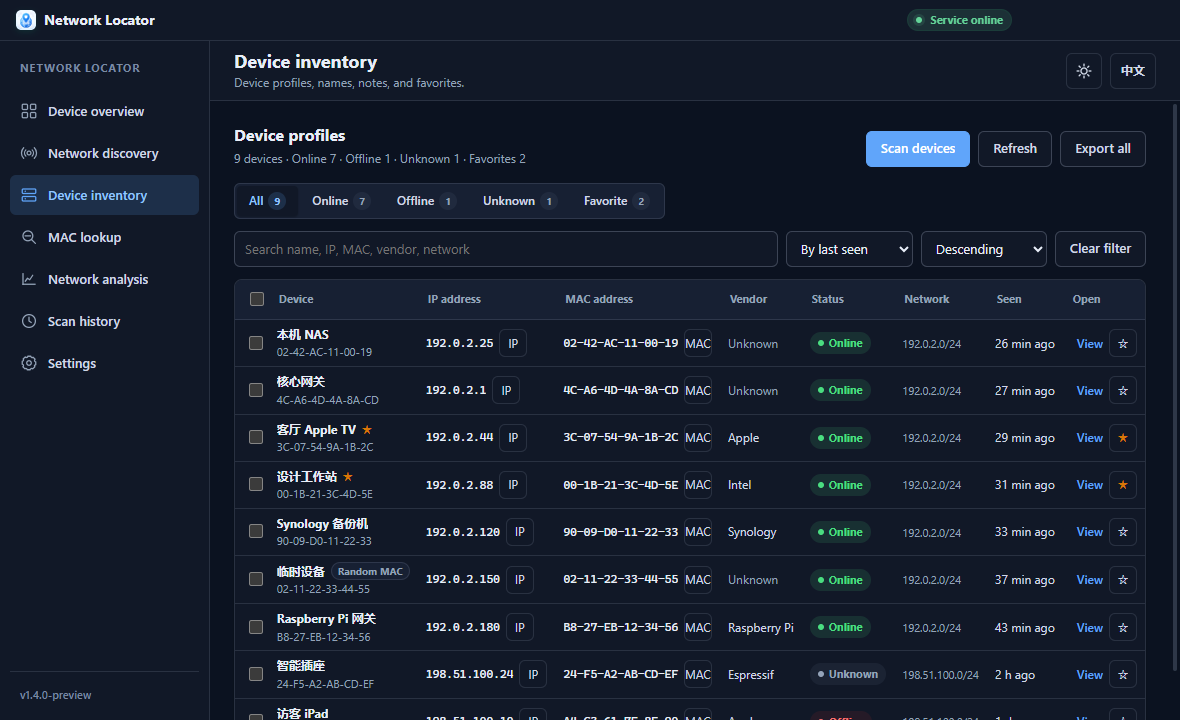 Network Locator
Service online
NETWORK LOCATOR
Device overview
Network discovery
Device inventory
MAC lookup
Network analysis
Scan history
Settings
v1.4.0-preview
Device inventory
Device profiles, names, notes, and favorites.
中文
Device profiles
9 devices · Online 7 · Offline 1 · Unknown 1 · Favorites 2
Scan devices
Refresh
Export all
All 9
Online 7
Offline 1
Unknown 1
Favorite 2
Search name, IP, MAC, vendor, network
By last seen
Descending
Clear filter
Device IP address MAC address Vendor Status Network Seen Open
本机 NAS
02-42-AC-11-00-19
192.0.2.25 IP 02-42-AC-11-00-19 MAC Unknown Online 192.0.2.0/24 26 min ago View ☆
核心网关
4C-A6-4D-4A-8A-CD
192.0.2.1 IP 4C-A6-4D-4A-8A-CD MAC Unknown Online 192.0.2.0/24 27 min ago View ☆
客厅 Apple TV ★
3C-07-54-9A-1B-2C
192.0.2.44 IP 3C-07-54-9A-1B-2C MAC Apple Online 192.0.2.0/24 29 min ago View ★
设计工作站 ★
00-1B-21-3C-4D-5E
192.0.2.88 IP 00-1B-21-3C-4D-5E MAC Intel Online 192.0.2.0/24 31 min ago View ★
Synology 备份机
90-09-D0-11-22-33
192.0.2.120 IP 90-09-D0-11-22-33 MAC Synology Online 192.0.2.0/24 33 min ago View ☆
临时设备 Random MAC
02-11-22-33-44-55
192.0.2.150 IP 02-11-22-33-44-55 MAC Unknown Online 192.0.2.0/24 37 min ago View ☆
Raspberry Pi 网关
B8-27-EB-12-34-56
192.0.2.180 IP B8-27-EB-12-34-56 MAC Raspberry Pi Online 192.0.2.0/24 43 min ago View ☆
智能插座
24-F5-A2-AB-CD-EF
198.51.100.24 IP 24-F5-A2-AB-CD-EF MAC Espressif Unknown 198.51.100.0/24 2 h ago View ☆
访客 iPad